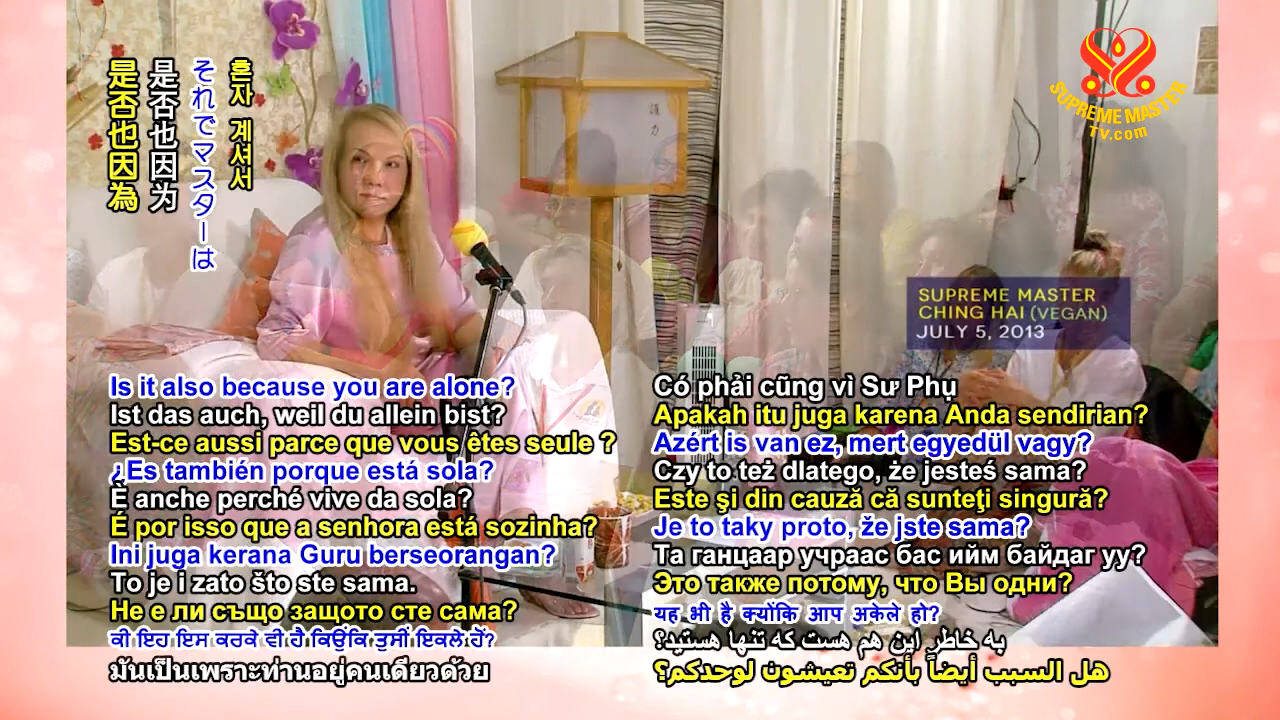 是否也因為
是否也因为
それでマスターは
혼자 계셔서
護力
SUPREME MASTER
TV.com
SUPREME MASTER
CHING HAI (VEGAN)
JULY 5, 2013
Is it also because you are alone?
Ist das auch, weil du allein bist?
Est-ce aussi parce que vous êtes seule ?
¿Es también porque está sola?
È anche perché vive da sola?
É por isso que a senhora está sozinha?
Ini juga kerana Guru berseorangan?
To je i zato što ste sama.
Не е ли също защото сте сама?
ਕੀ ਇਹ ਇਸ ਕਰਕੇ ਵੀ ਹੈ ਕਿਉਂਕਿ ਤੁਸੀਂ ਇਕਲੇ ਹੋਂ?
มันเป็นเพราะท่านอยู่คนเดียวด้วย
Có phải cũng vì Sư Phụ
Apakah itu juga karena Anda sendirian?
Azért is van ez, mert egyedül vagy?
Czy to też dlatego, że jesteś sama?
Este şi din cauză că sunteţi singură?
Je to taky proto, že jste sama?
Та ганцаар учраас бас ийм байдаг уу?
Это также потому, что Вы одни?
यह भी है क्योंकि आप अकेले हो?
به خاطر این هم هست که تنها هستید؟
هل السبب أيضاً بأنكم تعيشون لوحدكم؟